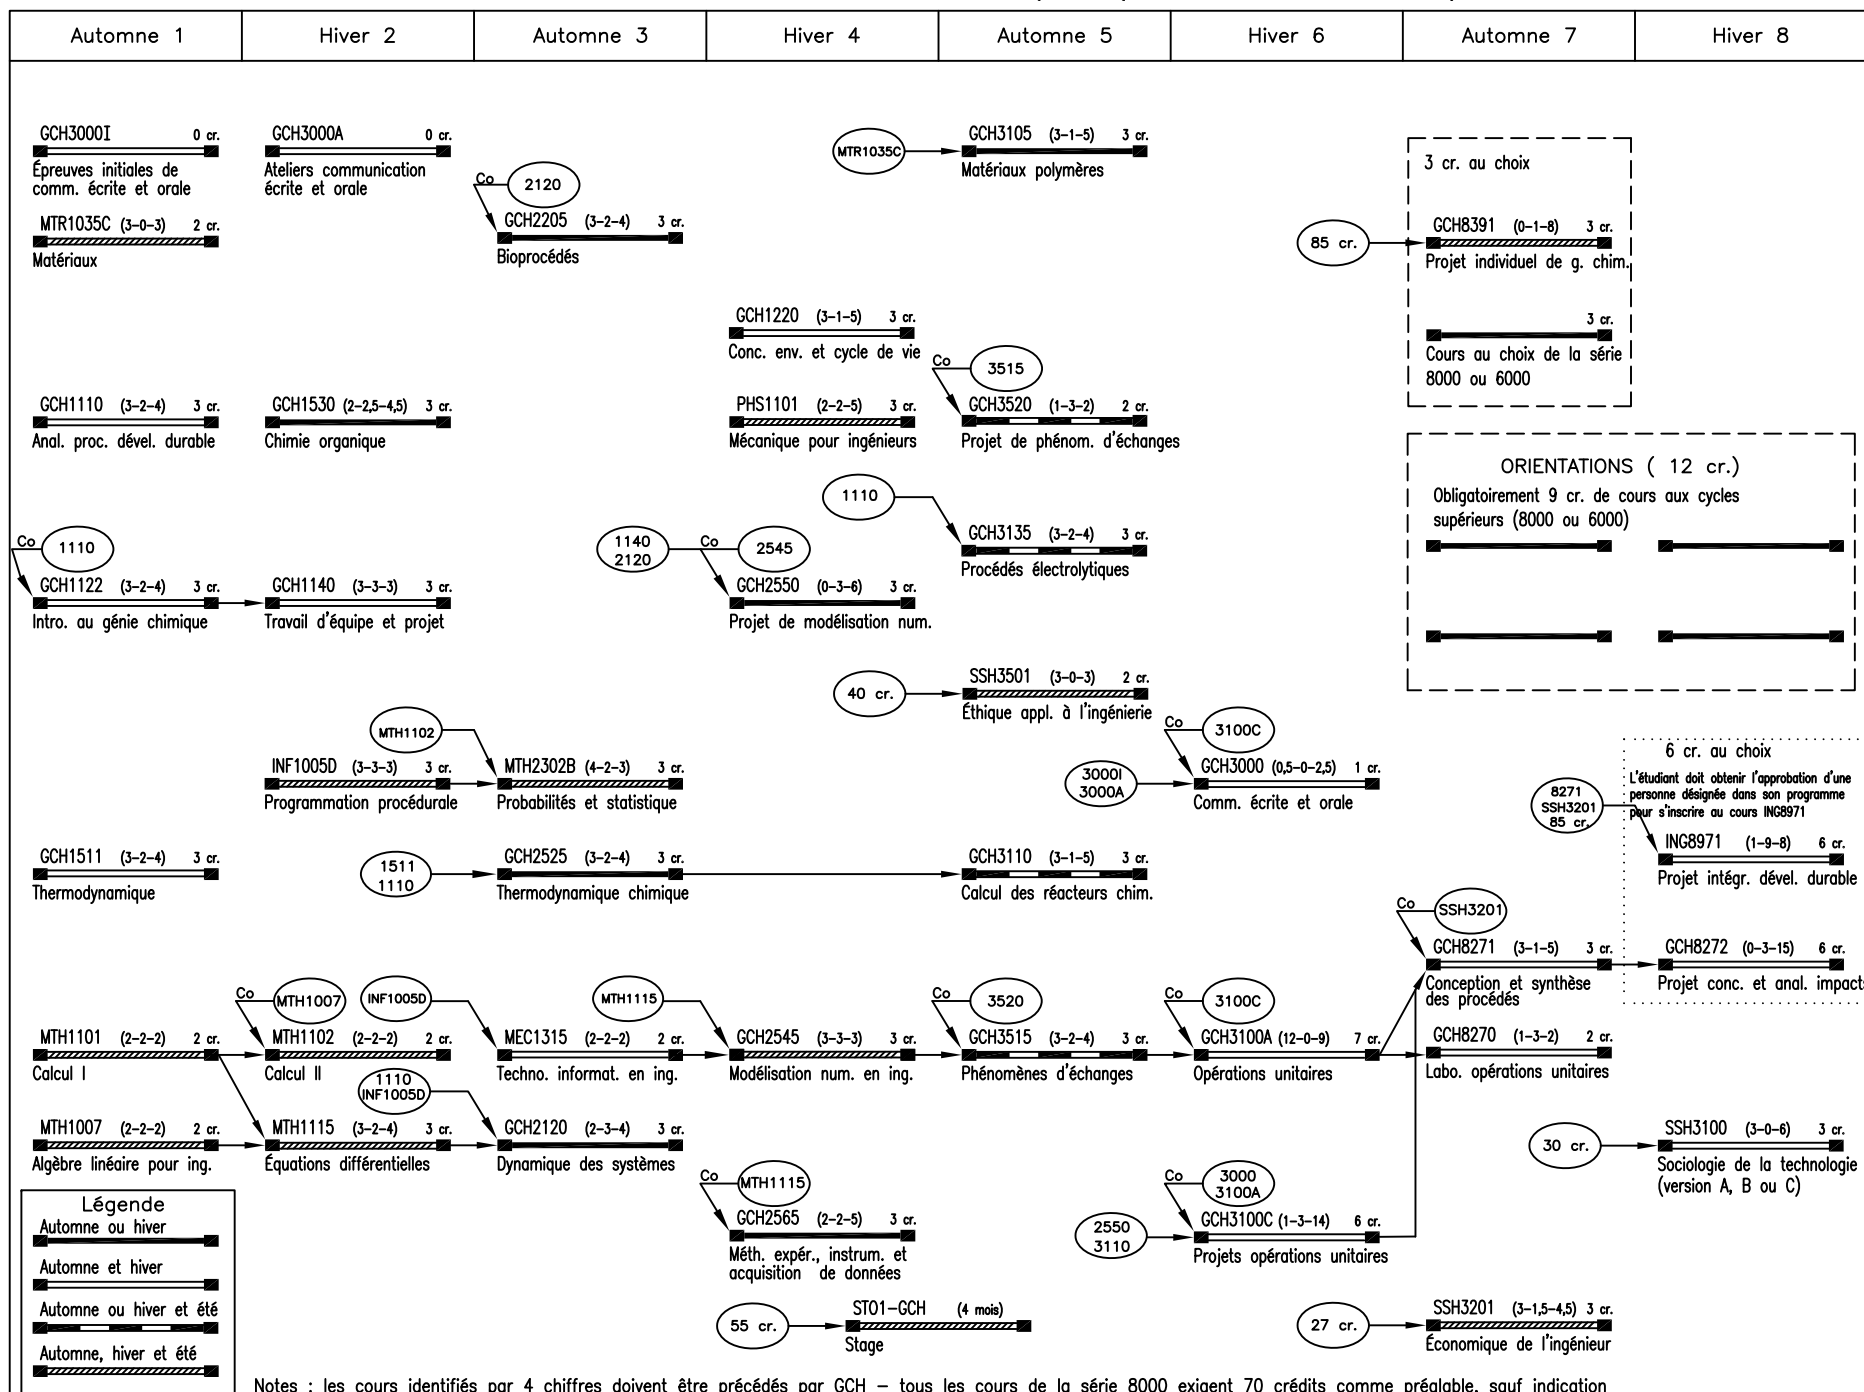 Automne 1
Hiver 2
Automne 3
Hiver 4
Automne 5
Hiver 6
Automne 7
Hiver 8
GCH3000I 0 cr.
Épreuves initiales de
comm. écrite et orale
MTR1035C (3-0-3) 2 cr.
Matériaux
GCH1110 (3-2-4) 3 cr.
Anal. proc. dével. durable
Co
1110
GCH1122 (3-2-4) 3 cr.
Intro. au génie chimique
GCH1511 (3-2-4) 3 cr.
Thermodynamique
MTH1101 (2-2-2) 2 cr.
Calcul I
MTH1007 (2-2-2) 2 cr.
Algèbre linéaire pour ing.
Légende
Automne ou hiver
Automne et hiver
Automne ou hiver et été
Automne, hiver et été
GCH3000A 0 cr.
Ateliers communication
écrite et orale
GCH1530 (2-2,5-4,5) 3 cr.
Chimie organique
GCH1140 (3-3-3) 3 cr.
Travail d'équipe et projet
INF1005D (3-3-3) 3 cr.
Programmation procédurale
Co
MTH1007
MTH1102 (2-2-2) 2 cr.
Calcul II
MTH1115 (3-2-4) 3 cr.
Équations différentielles
Co
2120
GCH2205 (3-2-4) 3 cr.
Bioprocédés
MTH1102
MTH2302B (4-2-3) 3 cr.
Probabilités et statistique
1511
1110
GCH2525 (3-2-4) 3 cr.
Thermodynamique chimique
INF1005D
MEC1315 (2-2-2) 2 cr.
Techno. informat. en ing.
1110
INF1005D
GCH2120 (2-3-4) 3 cr.
Dynamique des systèmes
GCH1220 (3-1-5) 3 cr.
Conc. env. et cycle de vie
PHS1101 (2-2-5) 3 cr.
Mécanique pour ingénieurs
1140
2120
Co
2545
GCH2550 (0-3-6) 3 cr.
Projet de modélisation num.
MTH1115
GCH2545 (3-3-3) 3 cr.
Modélisation num. en ing.
Co
MTH1115
GCH2565 (2-2-5) 3 cr.
Méth. expér., instrum. et
acquisition de données
55 cr.
ST01-GCH (4 mois)
Stage
MTR1035C
GCH3105 (3-1-5) 3 cr.
Matériaux polymères
Co
3515
GCH3520 (1-3-2) 2 cr.
Projet de phénom. d'échanges
1110
GCH3135 (3-2-4) 3 cr.
Procédés électrolytiques
40 cr.
SSH3501 (3-0-3) 2 cr.
Éthique appl. à l'ingénierie
GCH3110 (3-1-5) 3 cr.
Calcul des réacteurs chim.
Co
3520
GCH3515 (3-2-4) 3 cr.
Phénomènes d'échanges
Co
3100C
3000I
3000A
GCH3000 (0,5-0-2,5) 1 cr.
Comm. écrite et orale
Co
3100C
GCH3100A (12-0-9) 7 cr.
Opérations unitaires
Co
3000
3100A
2550
3110
GCH3100C (1-3-14) 6 cr.
Projets opérations unitaires
3 cr. au choix
85 cr.
GCH8391 (0-1-8) 3 cr.
Projet individuel de g. chim.
3 cr.
Cours au choix de la série
8000 ou 6000
ORIENTATIONS ( 12 cr.)
Obligatoirement 9 cr. de cours aux cycles
supérieurs (8000 ou 6000)
Co
SSH3201
GCH8271 (3-1-5) 3 cr.
Conception et synthèse
des procédés
GCH8270 (1-3-2) 2 cr.
Labo. opérations unitaires
27 cr.
SSH3201 (3-1,5-4,5) 3 cr.
Économique de l'ingénieur
6 cr. au choix
L'étudiant doit obtenir l'approbation d'une
personne désignée dans son programme
pour s'inscrire au cours ING8971
8271
SSH3201
85 cr.
ING8971 (1-9-8) 6 cr.
Projet intégr. dével. durable
GCH8272 (0-3-15) 6 cr.
Projet conc. et anal. impacts
30 cr.
SSH3100 (3-0-6) 3 cr.
Sociologie de la technologie
(version A, B ou C)
Notes : les cours identifiés par 4 chiffres doivent être précédés par GCH – tous les cours de la série 8000 exigent 70 crédits comme préalable, sauf indication